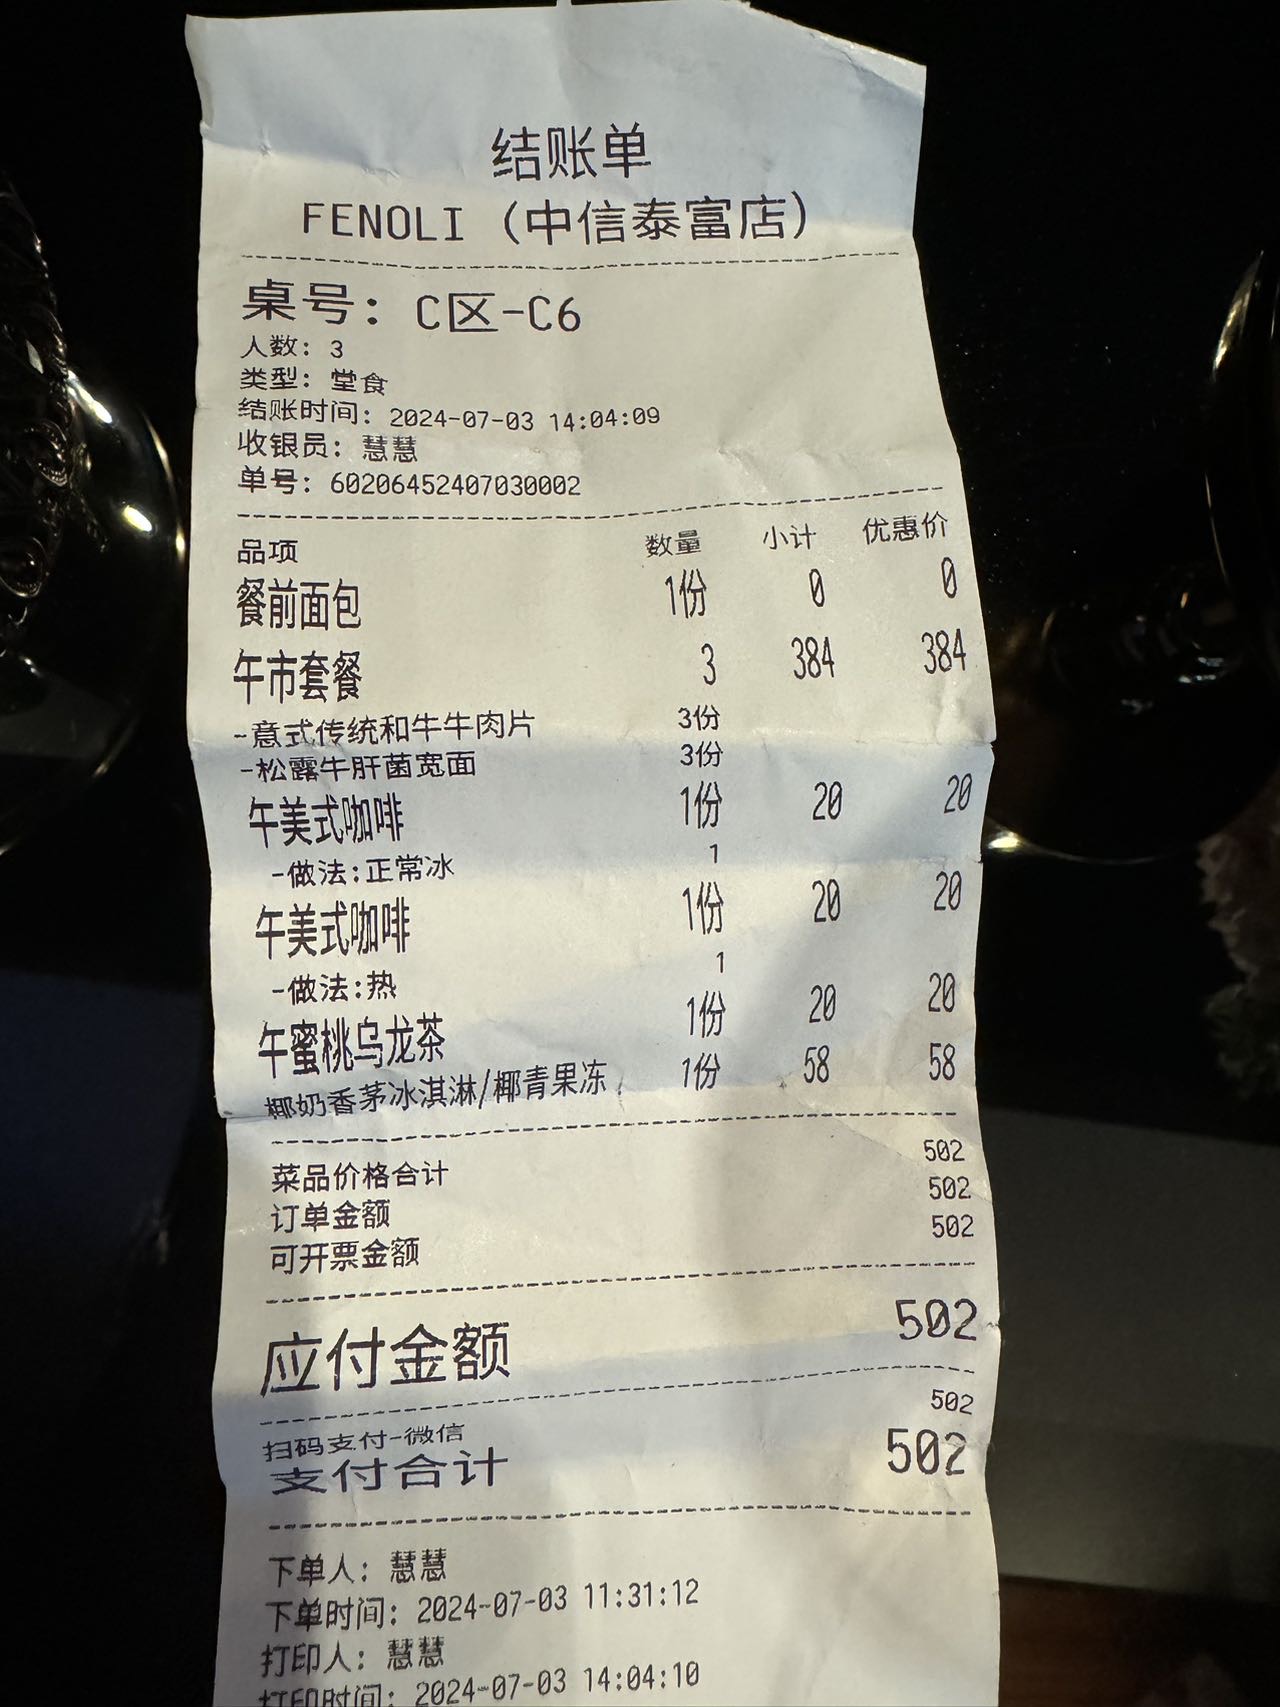 结账单
FENOLI (中信泰富店)
桌号: C区-C6
人数: 3
类型: 堂食
结账时间: 2024-07-03 14:04:09
收银员: 慧慧
单号: 60206452407030002
品项 数量 小计 优惠价
餐前面包 1份 0 0
午市套餐 3 384 384
-意式传统和牛牛肉片 3份
-松露牛肝菌宽面 3份
午美式咖啡 1份 20 20
-做法:正常冰 1
午美式咖啡 1份 20 20
-做法:热 1
午蜜桃乌龙茶 1份 20 20
椰奶香茅冰淇淋/椰青果冻 1份 58 58
菜品价格合计 502
订单金额 502
可开票金额 502
应付金额 502
扫码支付-微信 502
支付合计 502
下单人: 慧慧
下单时间: 2024-07-03 11:31:12
打印人: 慧慧
打印时间: 2024-07-03 14:04:10